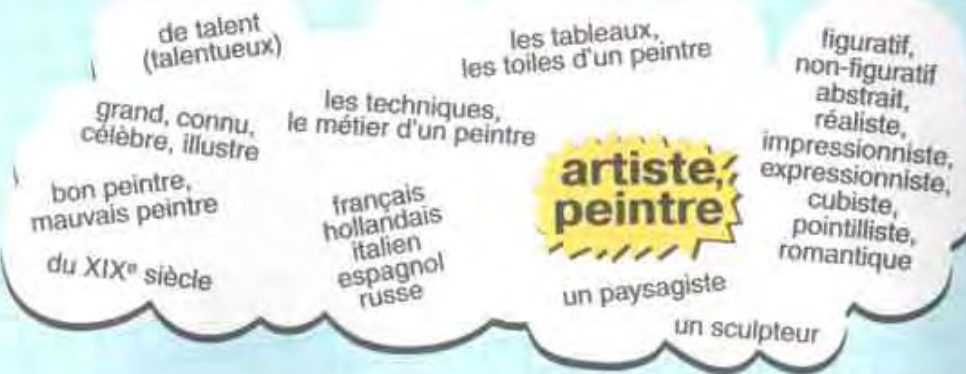 de talent
(talentueux)
les tableaux,
les toiles d'un peintre
figuratif,
non-figuratif
abstrait,
réaliste,
impressionniste,
expressionniste,
cubiste,
pointilliste,
romantique
grand, connu,
célèbre, illustre
les techniques,
le métier d'un peintre
artiste,
peintre
bon peintre,
mauvais peintre
français
hollandais
italien
espagnol
russe
du XIXe siècle
un paysagiste
un sculpteur